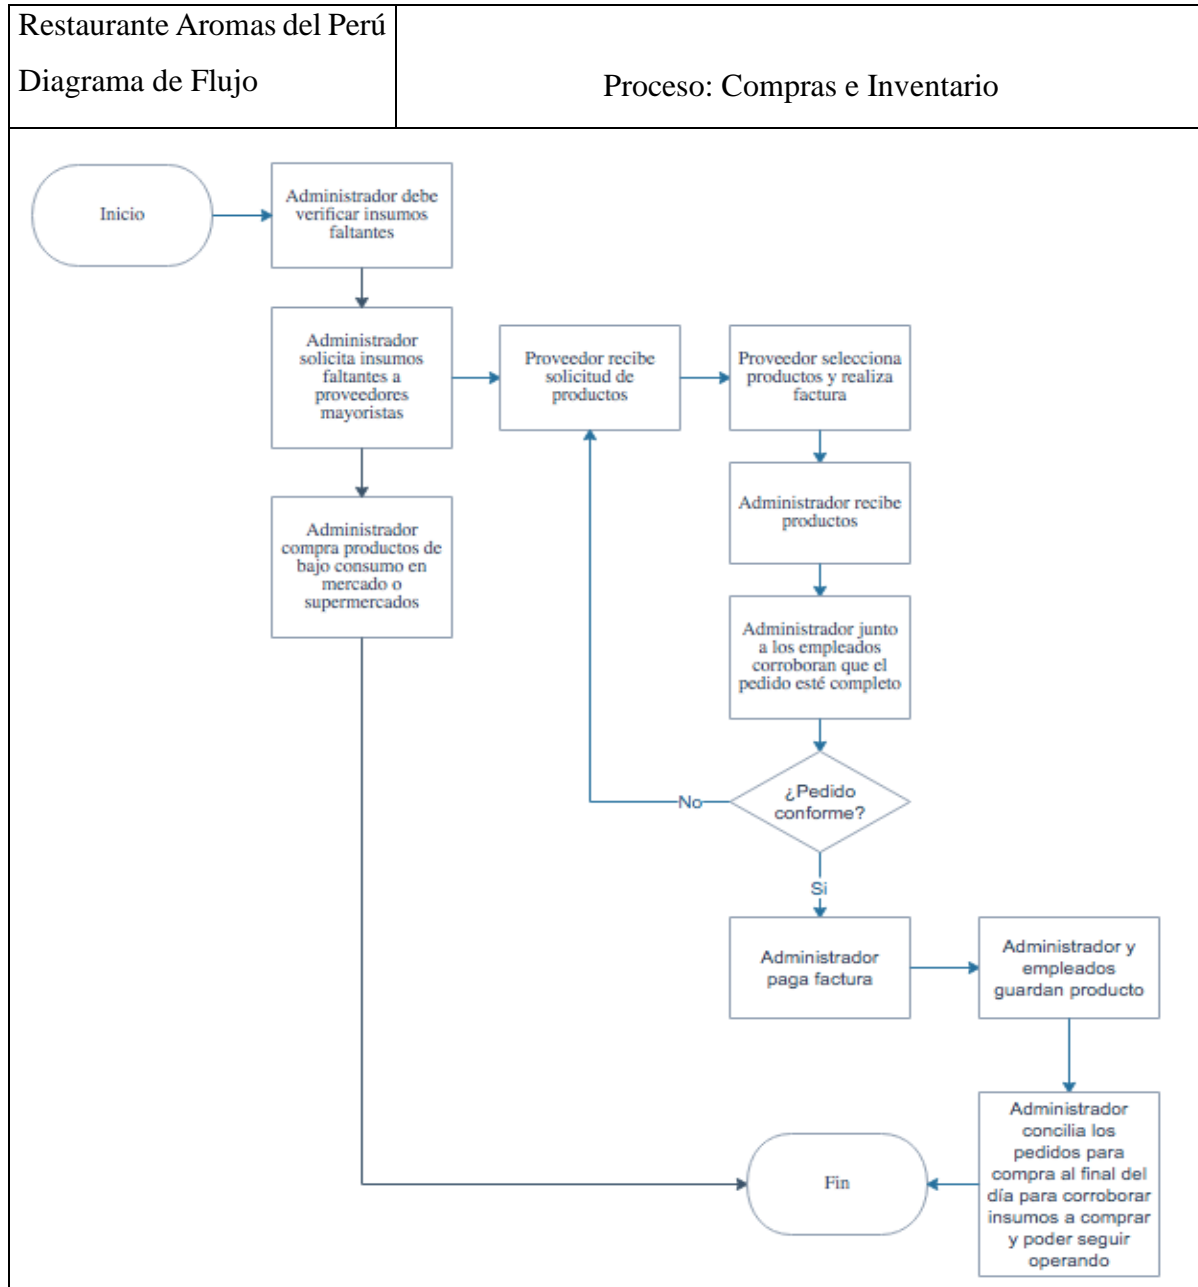 Restaurante Aromas del Perú
Diagrama de Flujo
Proceso: Compras e Inventario
Inicio
Administrador debe
verificar insumos
faltantes
Administrador
solicita insumos
faltantes a
proveedores
mayoristas
Proveedor recibe
solicitud de
productos
Proveedor selecciona
productos y realiza
factura
Administrador
compra productos de
bajo consumo en
mercado o
supermercados
Administrador recibe
productos
Administrador junto
a los empleados
corroboran que el
pedido esté completo
¿Pedido
conforme?
No
Si
Administrador
paga factura
Administrador y
empleados
guardan producto
Administrador
concilia los
pedidos para
compra al final del
día para corroborar
insumos a comprar
y poder seguir
operando
Fin